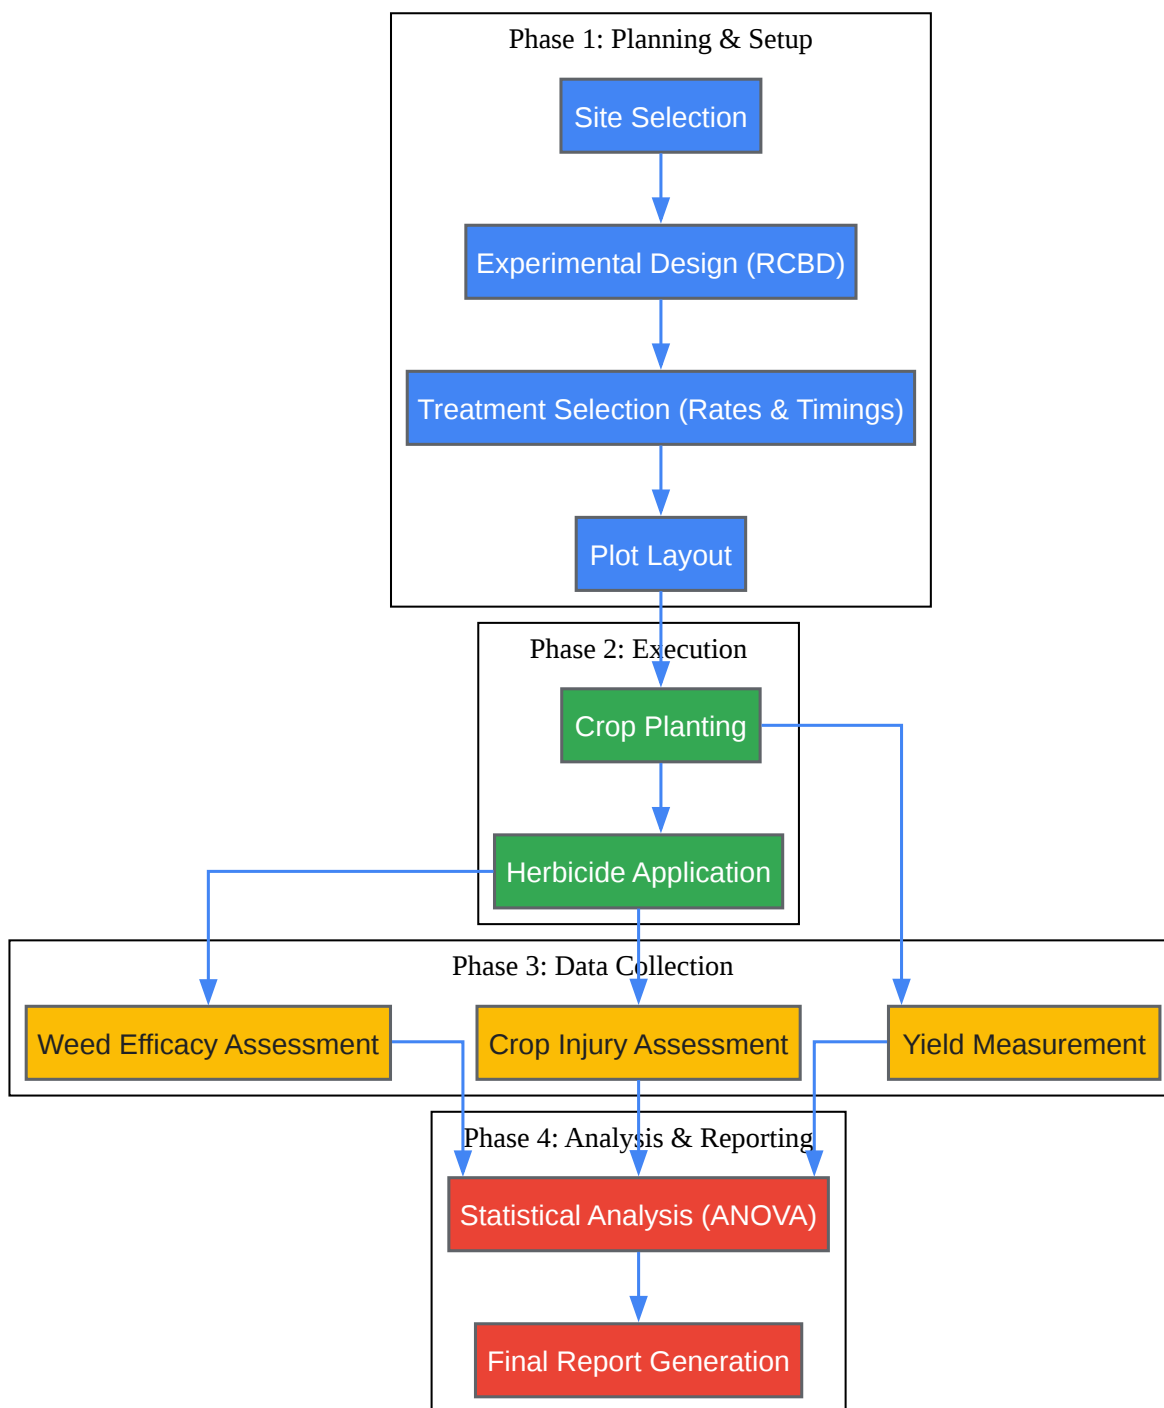 Phase 1: Planning & Setup
Site Selection
Experimental Design (RCBD)
Treatment Selection (Rates & Timings)
Plot Layout
Phase 2: Execution
Crop Planting
Herbicide Application
Phase 3: Data Collection
Weed Efficacy Assessment
Crop Injury Assessment
Yield Measurement
Phase 4: Analysis & Reporting
Statistical Analysis (ANOVA)
Final Report Generation